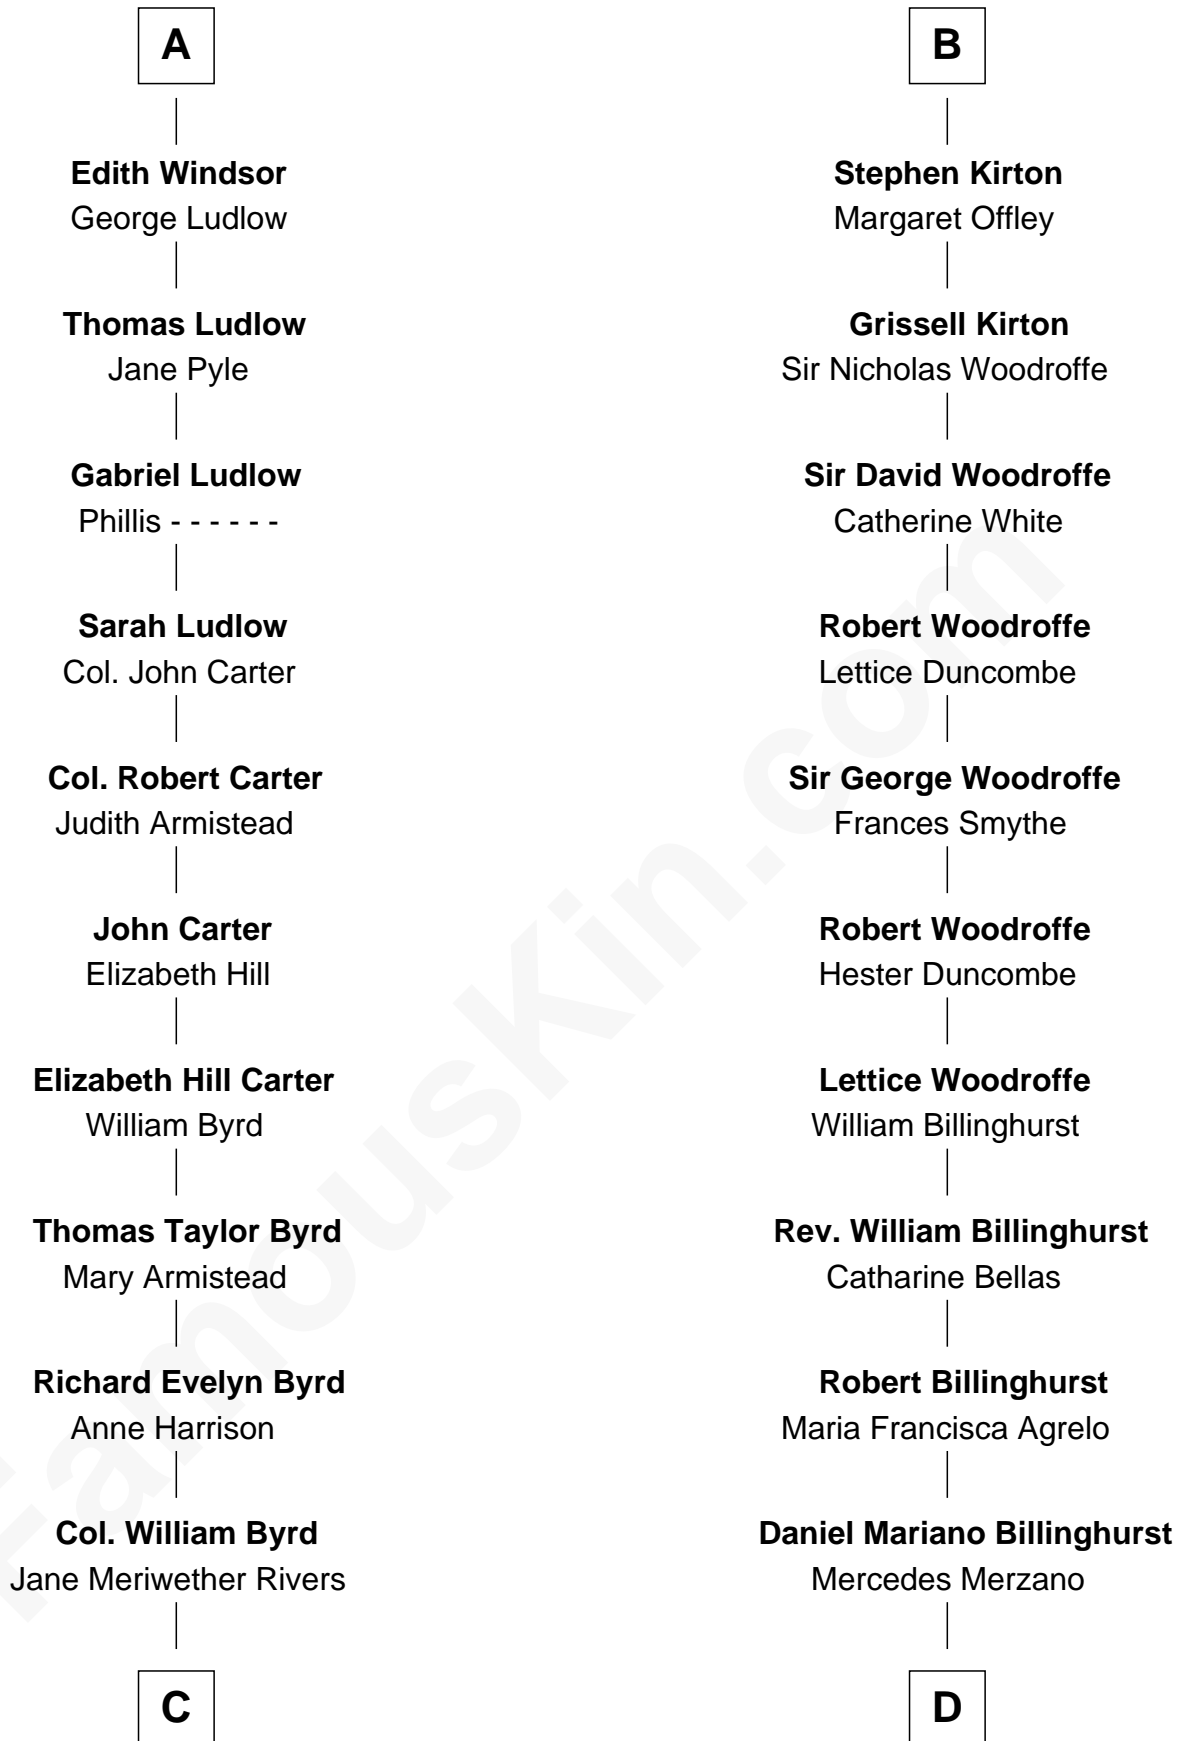 A
Edith Windsor
George Ludlow
Thomas Ludlow
Jane Pyle
Gabriel Ludlow
Phillis - - - - - -
Sarah Ludlow
Col. John Carter
Col. Robert Carter
Judith Armistead
John Carter
Elizabeth Hill
Elizabeth Hill Carter
William Byrd
Thomas Taylor Byrd
Mary Armistead
Richard Evelyn Byrd
Anne Harrison
Col. William Byrd
Jane Meriwether Rivers
C
B
Stephen Kirton
Margaret Offley
Grissell Kirton
Sir Nicholas Woodroffe
Sir David Woodroffe
Catherine White
Robert Woodroffe
Lettice Duncombe
Sir George Woodroffe
Frances Smythe
Robert Woodroffe
Hester Duncombe
Lettice Woodroffe
William Billinghurst
Rev. William Billinghurst
Catharine Bellas
Robert Billinghurst
Maria Francisca Agrelo
Daniel Mariano Billinghurst
Mercedes Merzano
D
FamousKin.com